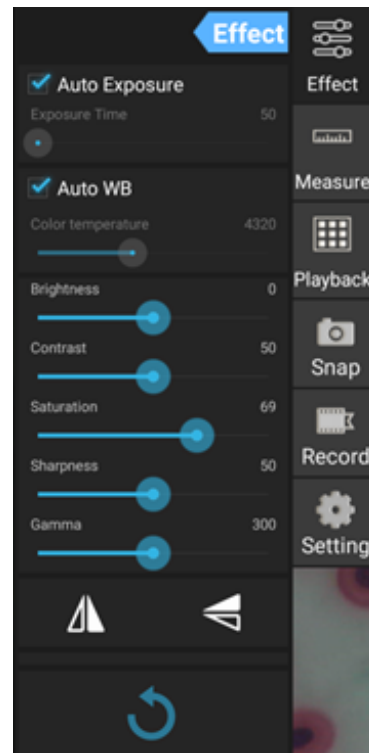 Effect
Auto Exposure
Exposure Time 50
Auto WB
Color temperature 4320
Brightness 0
Contrast 50
Saturation 69
Sharpness 50
Gamma 300
Effect
Measure
Playback
Snap
Record
Setting